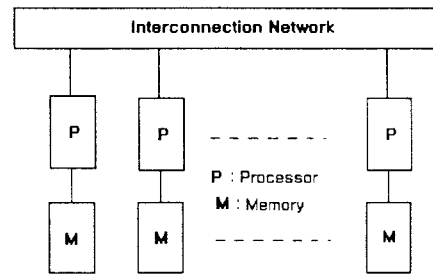 Interconnection Network
P P P
P : Processor
M : Memory
M M M